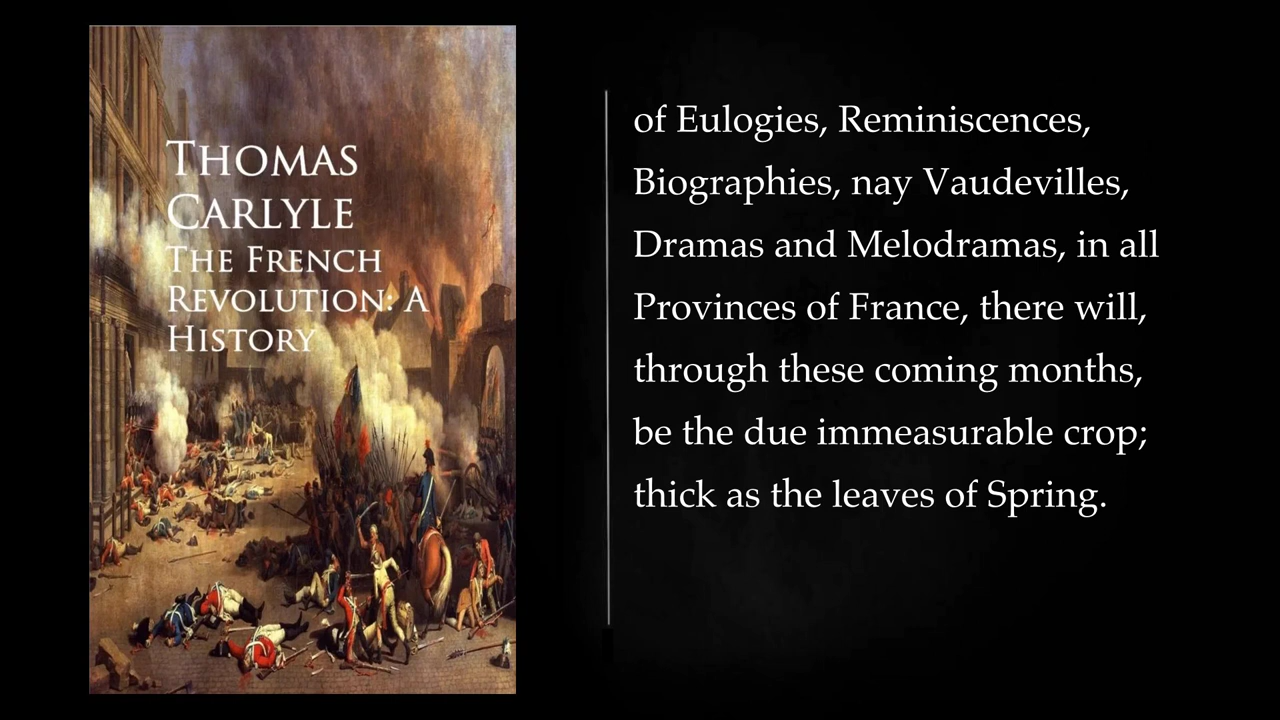 THOMAS
CARLYLE
THE FRENCH
REVOLUTION: A
HISTORY
of Eulogies, Reminiscences,
Biographies, nay Vaudevilles,
Dramas and Melodramas, in all
Provinces of France, there will,
through these coming months,
be the due immeasurable crop;
thick as the leaves of Spring.